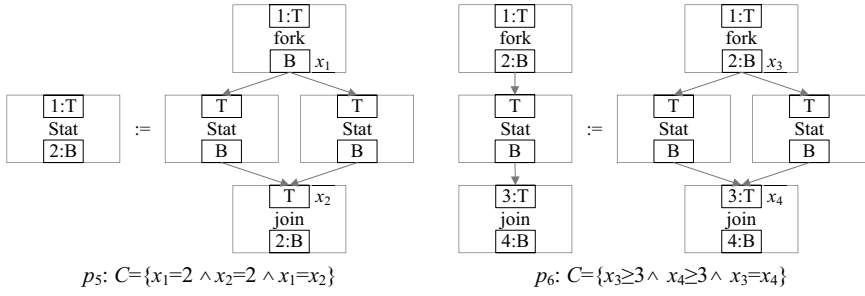 1:T 1:T 1:T
fork fork fork
B x₁ 2:B 2:B x₃
1:T T T T T T
Stat := Stat Stat Stat := Stat Stat
2:B B B B B B
T x₂ 3:T 3:T x₄
join join join
2:B 4:B 4:B
p₅: C={x₁=2 ∧ x₂=2 ∧ x₁=x₂} p₆: C={x₃≥3 ∧ x₄≥3 ∧ x₃=x₄}